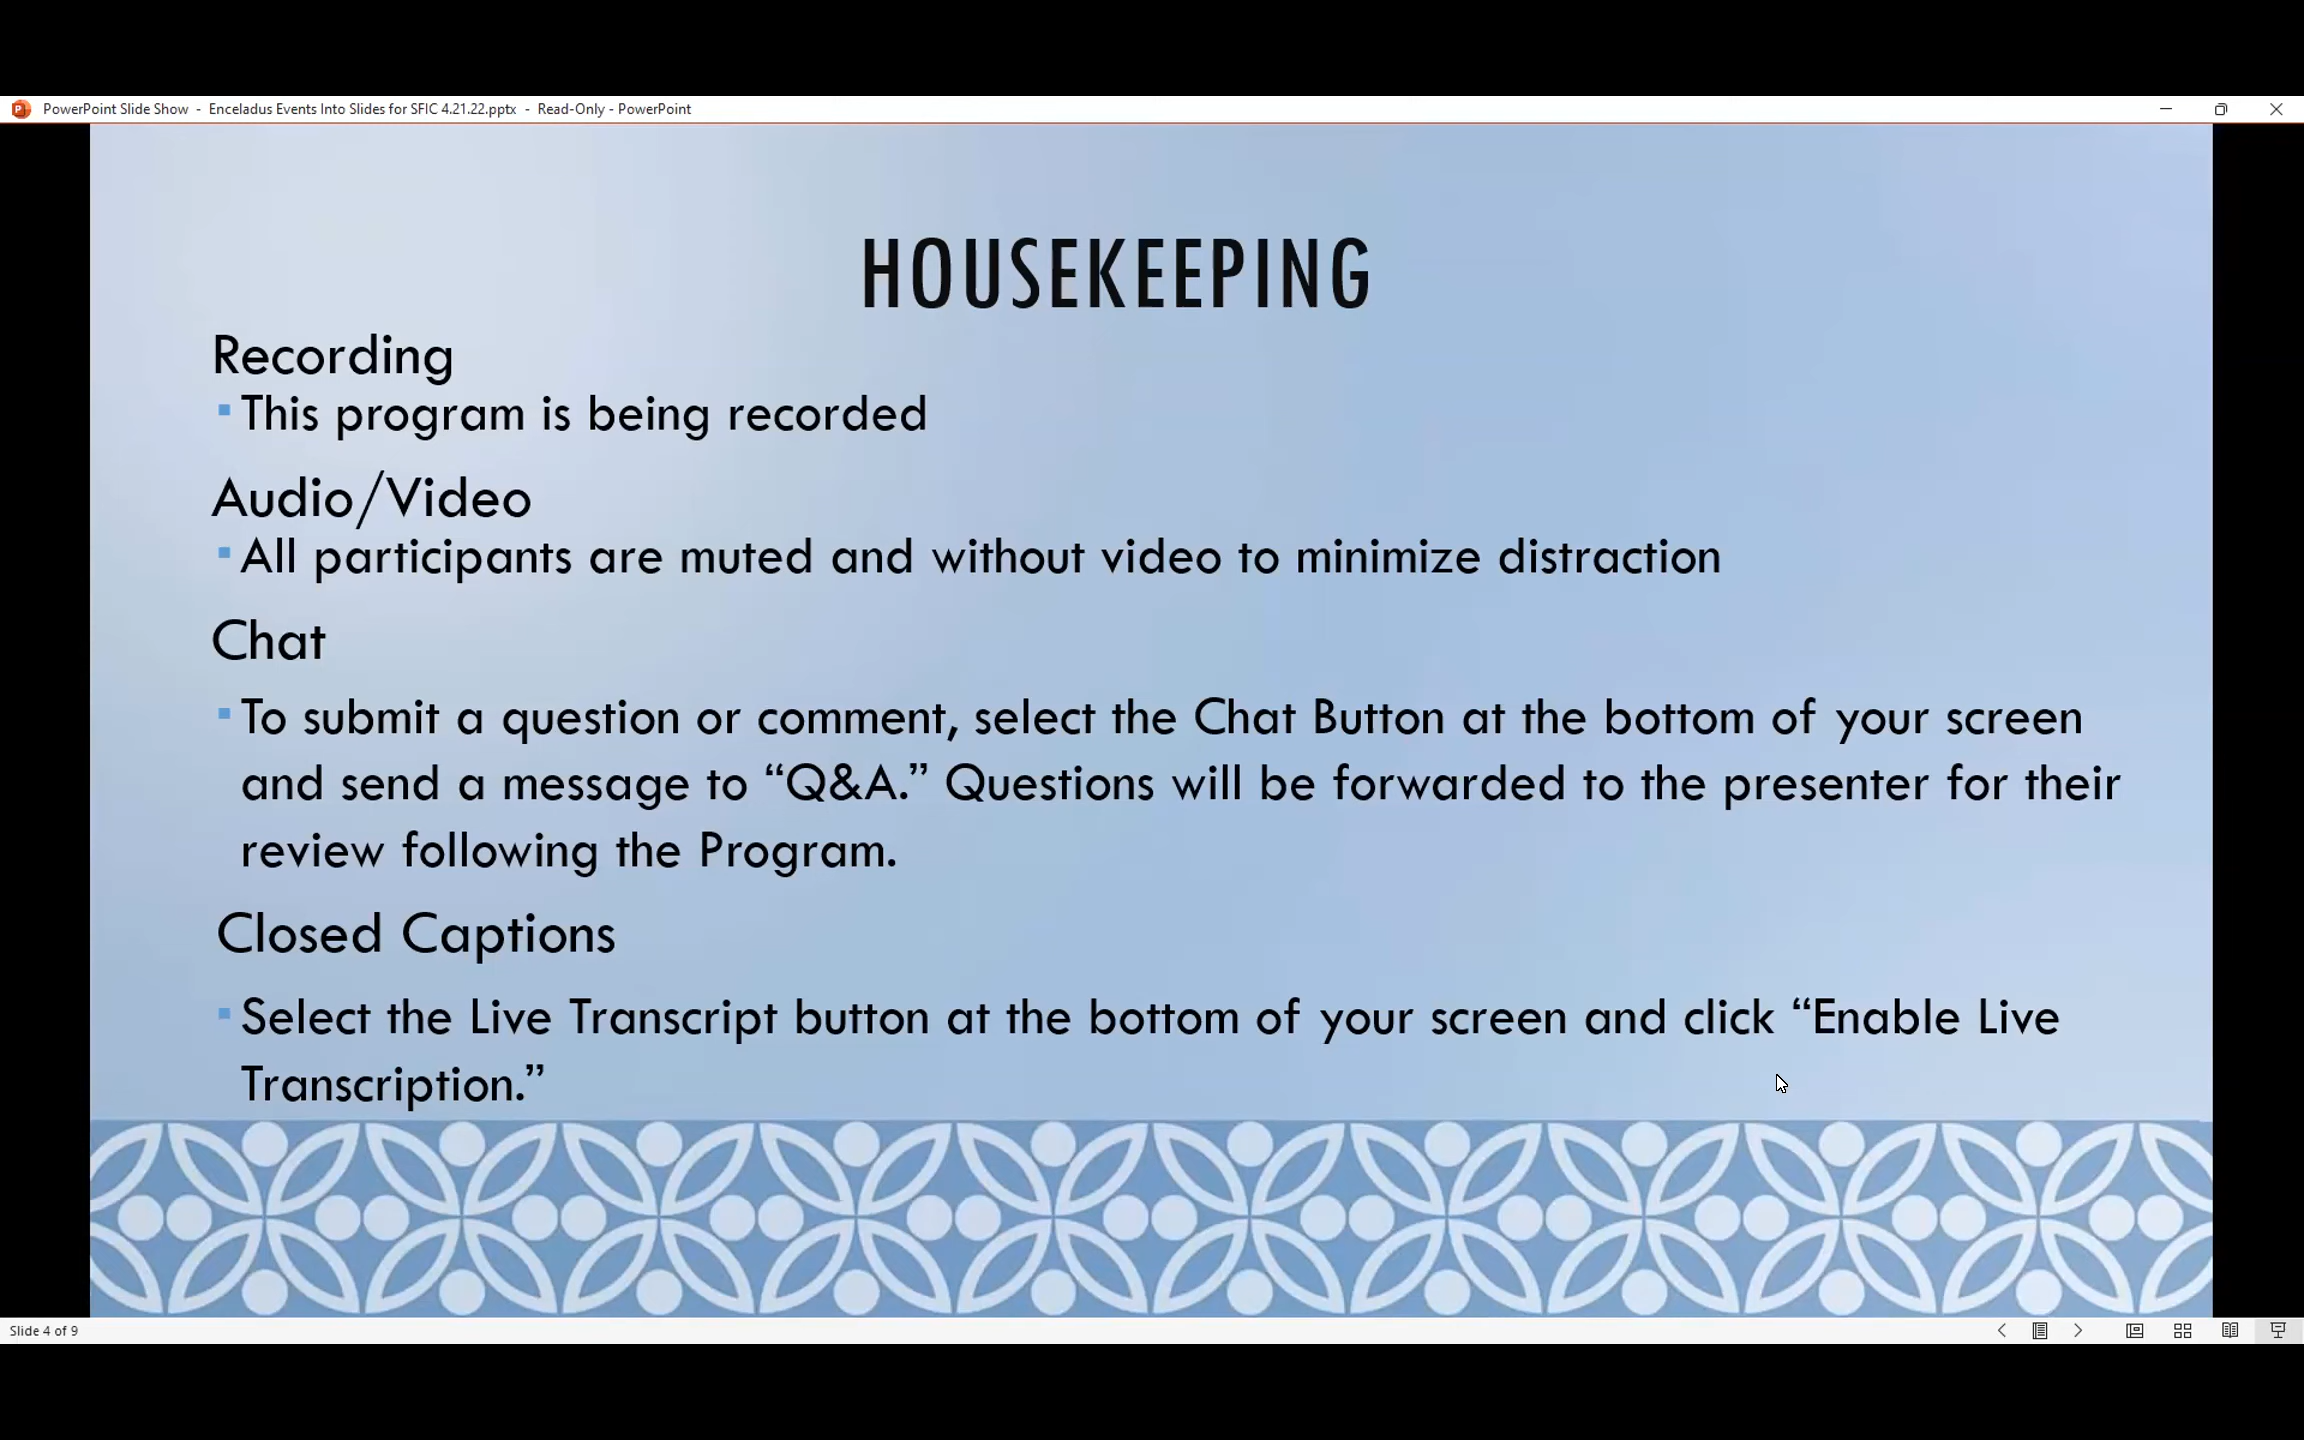 PowerPoint Slide Show - Enceladus Events Into Slides for SFIC 4.21.22.pptx - Read-Only - PowerPoint
HOUSEKEEPING
Recording
▪ This program is being recorded
Audio/Video
▪ All participants are muted and without video to minimize distraction
Chat
▪ To submit a question or comment, select the Chat Button at the bottom of your screen
and send a message to “Q&A.” Questions will be forwarded to the presenter for their
review following the Program.
Closed Captions
▪ Select the Live Transcript button at the bottom of your screen and click “Enable Live
Transcription.”
Slide 4 of 9